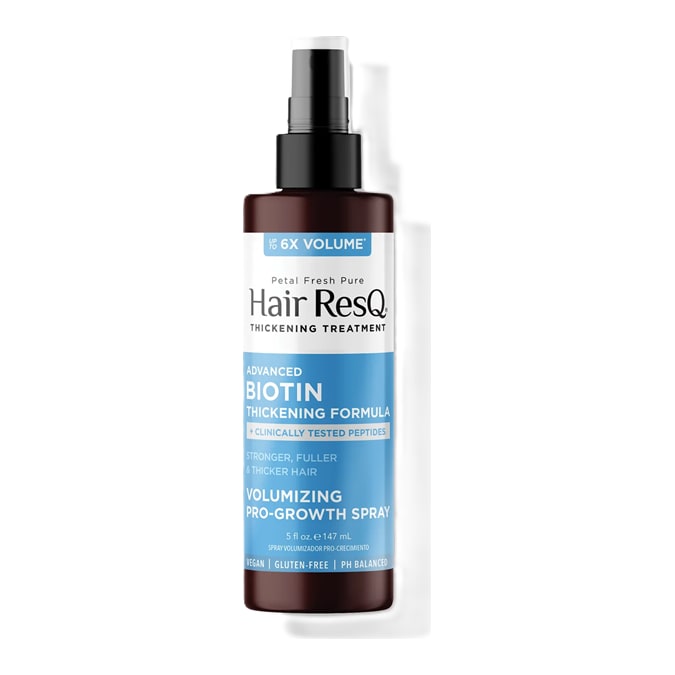 UP TO 6X VOLUME*
Petal Fresh Pure
Hair ResQ®
THICKENING TREATMENT
ADVANCED
BIOTIN
THICKENING FORMULA
+ CLINICALLY TESTED PEPTIDES
STRONGER, FULLER
& THICKER HAIR
VOLUMIZING
PRO-GROWTH SPRAY
5 fl oz. ℮ 147 mL
SPRAY VOLUMIZADOR PRO-CRECIMIENTO
VEGAN | GLUTEN-FREE | PH BALANCED